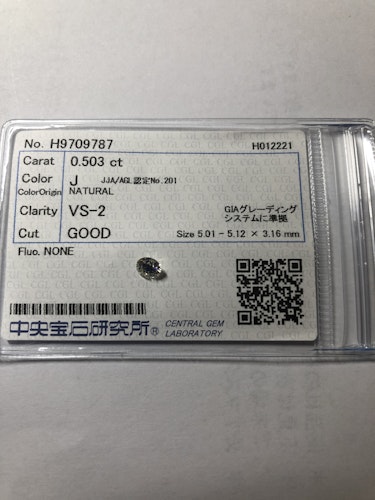 No. H9709787 H012221
Carat 0.503 ct
Color J JJA/AGL認定No.201
ColorOrigin NATURAL
Clarity VS-2 GIAグレーディング
システムに準拠
Cut GOOD Size 5.01 - 5.12 × 3.16 mm
Fluo. NONE
中央宝石研究所® CENTRAL GEM
LABORATORY